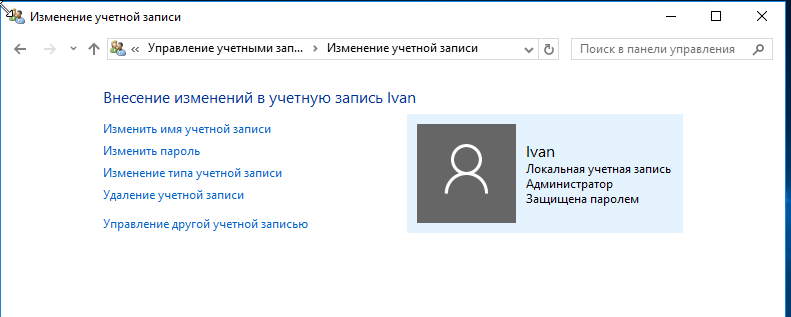 Изменение учетной записи
« Управление учетными зап... > Изменение учетной записи
Поиск в панели управления
Внесение изменений в учетную запись Ivan
Изменить имя учетной записи
Изменить пароль
Изменение типа учетной записи
Удаление учетной записи
Управление другой учетной записью
Ivan
Локальная учетная запись
Администратор
Защищена паролем